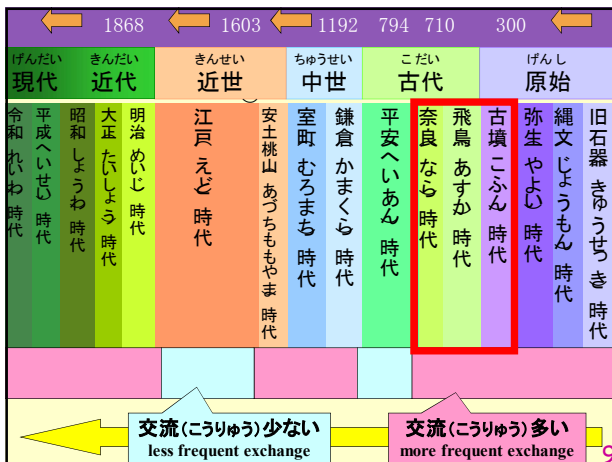 1868 1603 1192 794 710 300
げんだい きんだい きんせい ちゅうせい こだい げんし
現代 近代 近世 中世 古代 原始
令和 れいわ 時代
平成へいせい 時代
昭和 しょうわ 時代
大正 たいしょう 時代
明治 めいじ 時代
江戸 えど 時代
安土桃山 あづちももやま 時代
室町 むろまち 時代
鎌倉 かまくら 時代
平安へいあん 時代
奈良 なら 時代
飛鳥 あすか 時代
古墳 こふん 時代
弥生 やよい 時代
縄文 じょうもん 時代
旧石器 きゅうせっき 時代
交流(こうりゅう)少ない
less frequent exchange
交流(こうりゅう)多い
more frequent exchange
9